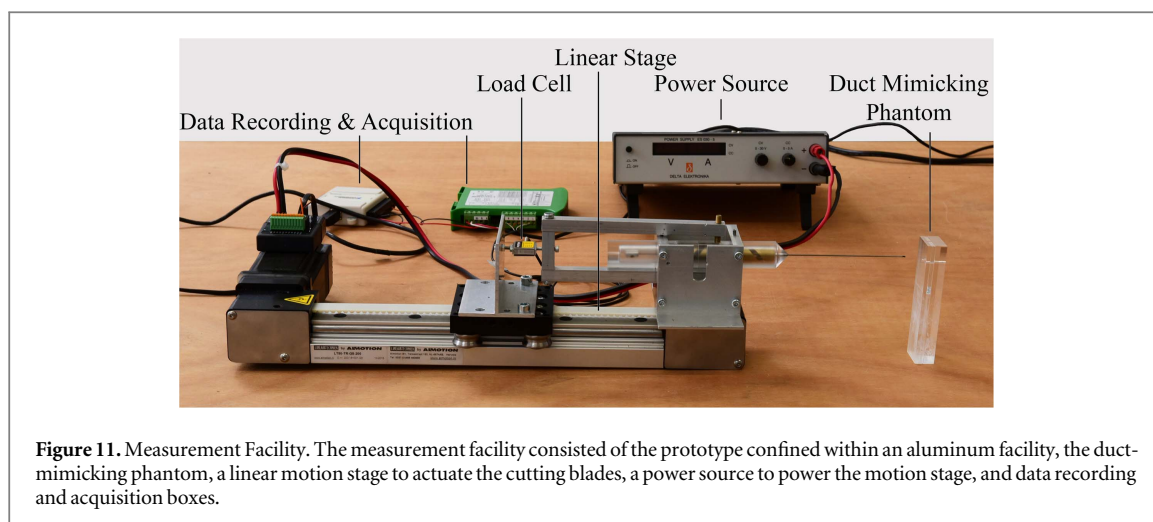 Linear Stage
Load Cell
Power Source
Duct Mimicking
Phantom
Data Recording & Acquisition
POWER SUPPLY
V A
DELTA ELEKTRONIKA
Figure 11. Measurement Facility. The measurement facility consisted of the prototype confined within an aluminum facility, the duct-
mimicking phantom, a linear motion stage to actuate the cutting blades, a power source to power the motion stage, and data recording
and acquisition boxes.